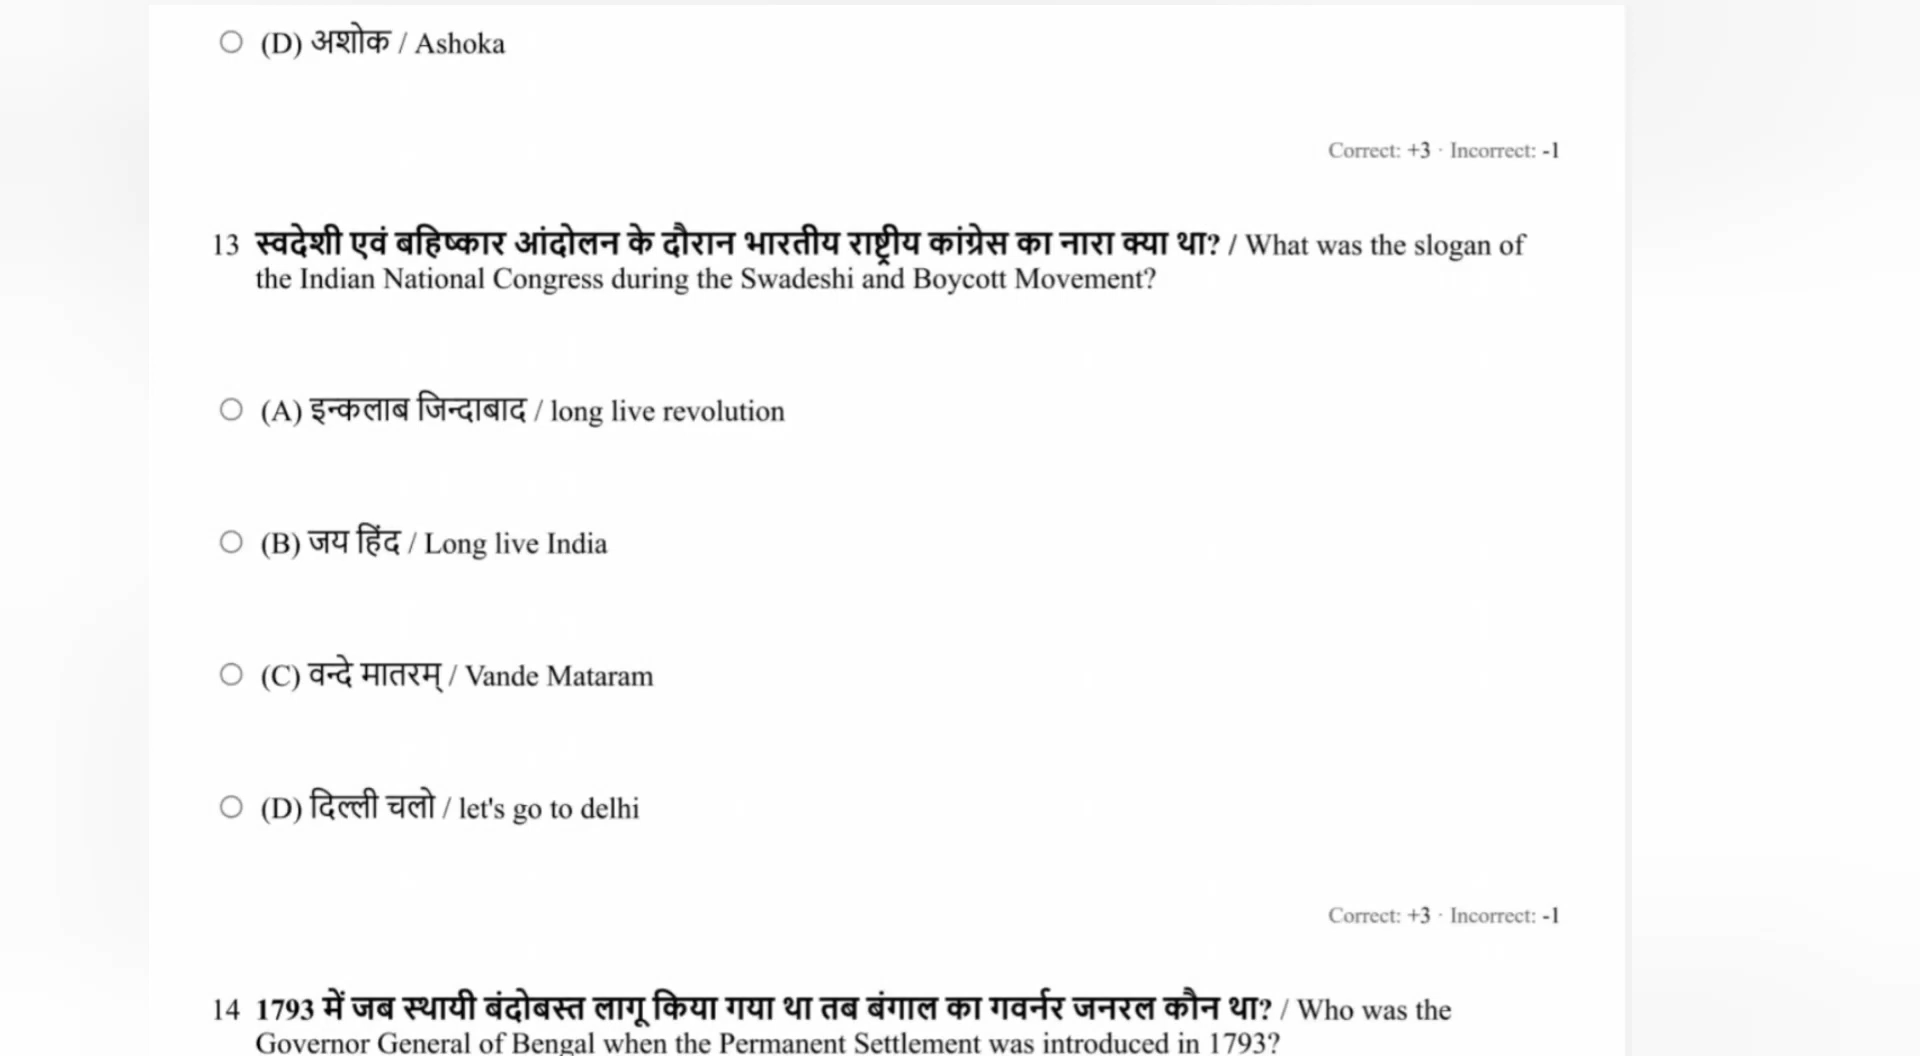 (D) अशोक / Ashoka
Correct: +3 · Incorrect: -1
13 स्वदेशी एवं बहिष्कार आंदोलन के दौरान भारतीय राष्ट्रीय कांग्रेस का नारा क्या था? / What was the slogan of
the Indian National Congress during the Swadeshi and Boycott Movement?
(A) इन्कलाब जिन्दाबाद / long live revolution
(B) जय हिंद / Long live India
(C) वन्दे मातरम् / Vande Mataram
(D) दिल्ली चलो / let's go to delhi
Correct: +3 · Incorrect: -1
14 1793 में जब स्थायी बंदोबस्त लागू किया गया था तब बंगाल का गवर्नर जनरल कौन था? / Who was the
Governor General of Bengal when the Permanent Settlement was introduced in 1793?